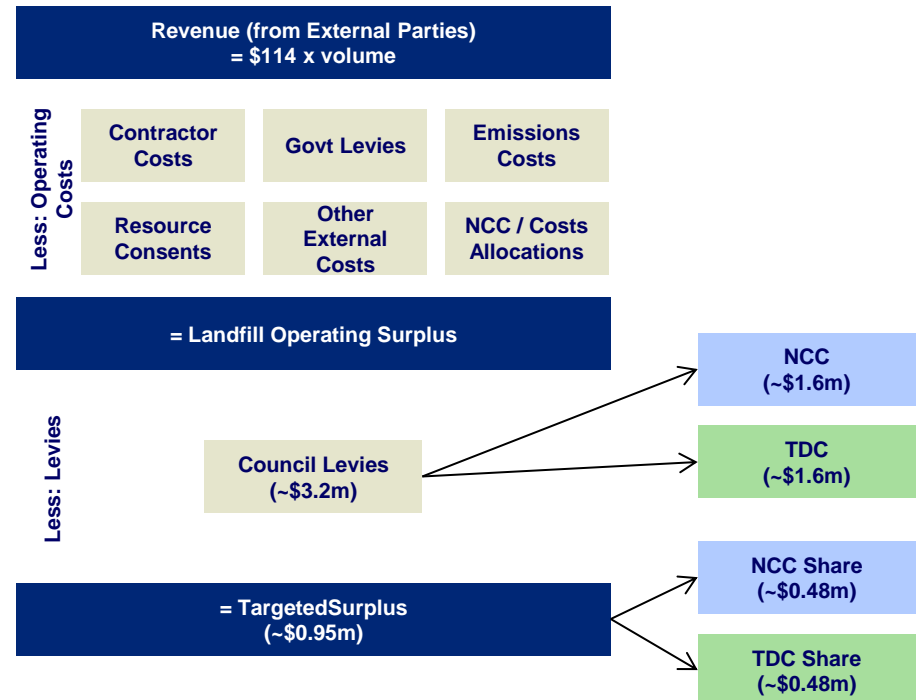 Revenue (from External Parties)
= $114 x volume
Less: Operating
Costs
Contractor
Costs
Govt Levies
Emissions
Costs
Resource
Consents
Other
External
Costs
NCC / Costs
Allocations
= Landfill Operating Surplus
NCC
(~$1.6m)
Less: Levies
Council Levies
(~$3.2m)
TDC
(~$1.6m)
= TargetedSurplus
(~$0.95m)
NCC Share
(~$0.48m)
TDC Share
(~$0.48m)